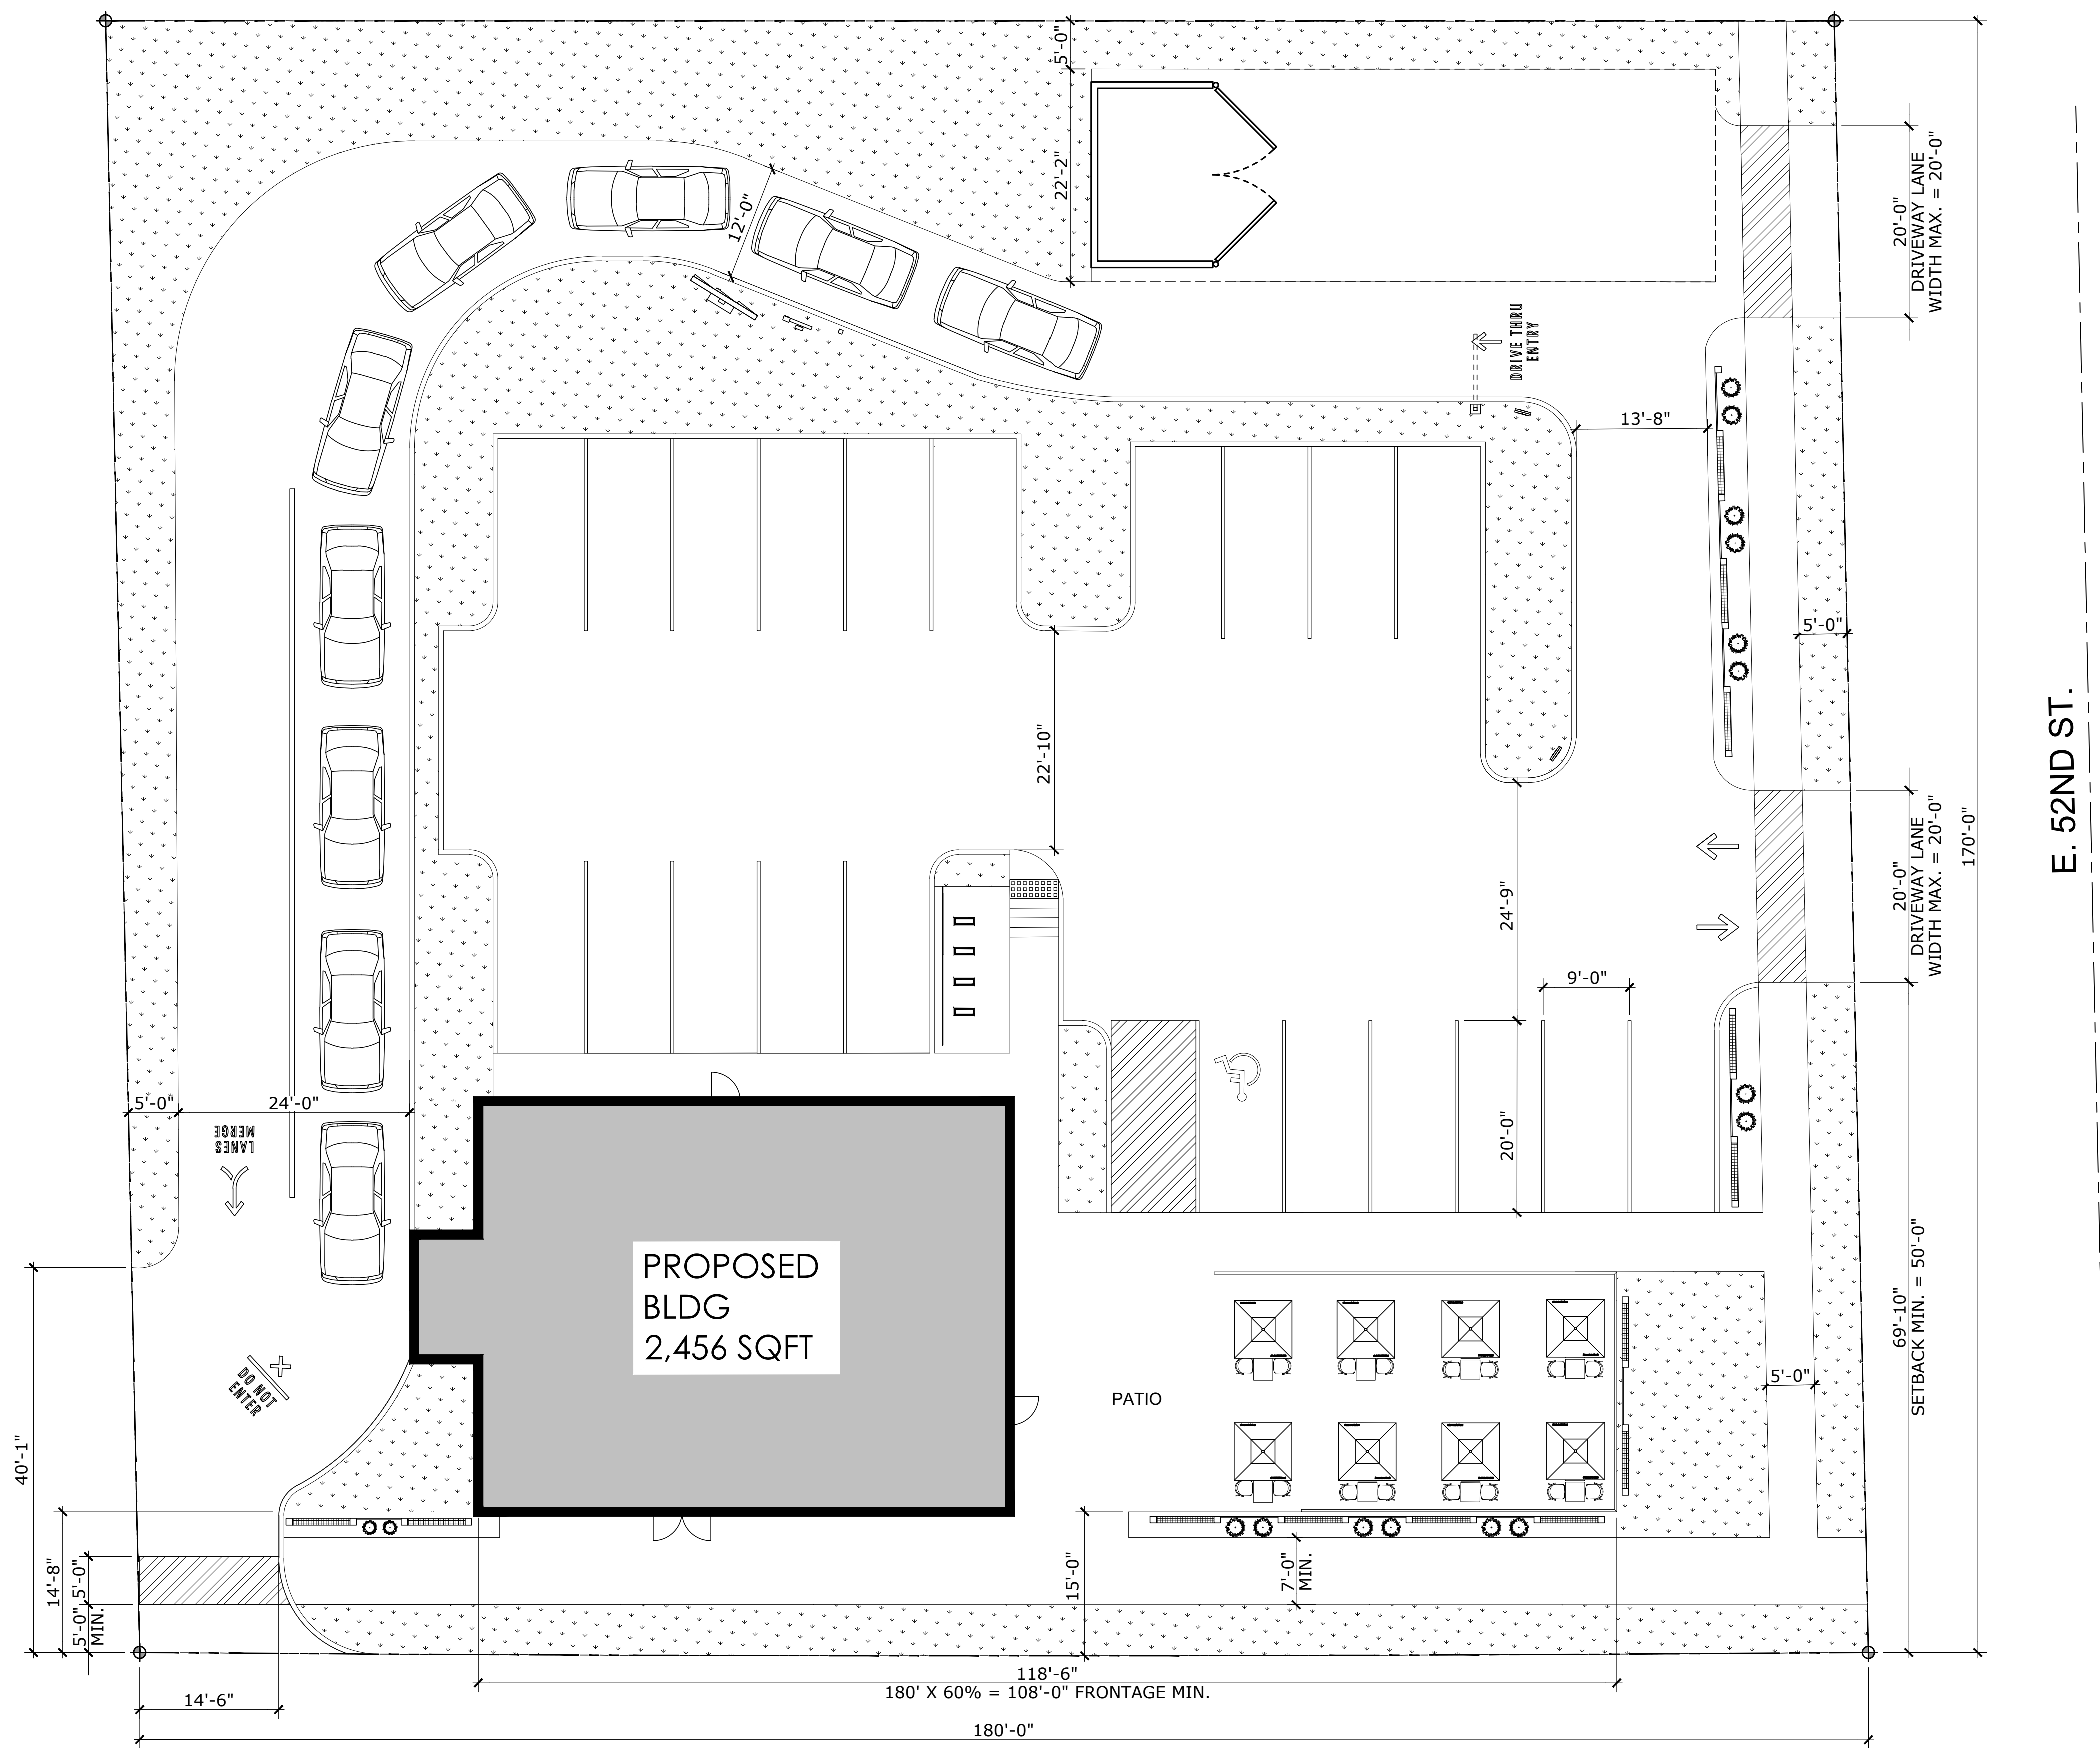 5'-0"
22'-2"
12'-0"
20'-0"
DRIVEWAY LANE
WIDTH MAX. = 20'-0"
DRIVE THRU
ENTRY
13'-8"
5'-0"
22'-10"
170'-0"
E. 52ND ST.
20'-0"
DRIVEWAY LANE
WIDTH MAX. = 20'-0"
24'-9"
9'-0"
5'-0"
24'-0"
LANES
MERGE
20'-0"
PROPOSED
BLDG
2,456 SQFT
69'-10"
SETBACK MIN. = 50'-0"
DO NOT
ENTER
PATIO
5'-0"
40'-1"
14'-8"
5'-0"
5'-0"
MIN.
15'-0"
7'-0"
MIN.
118'-6"
180' X 60% = 108'-0" FRONTAGE MIN.
14'-6"
180'-0"